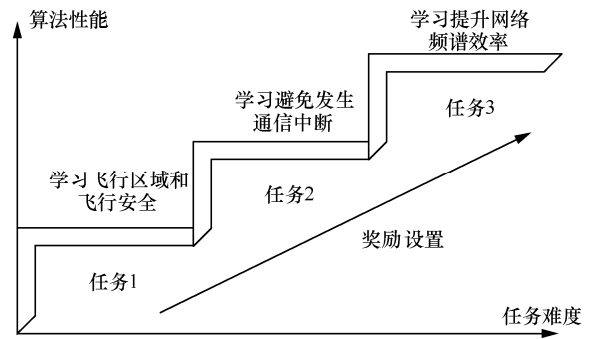 算法性能
学习提升网络
频谱效率
学习避免发生
通信中断
任务3
学习飞行区域和
飞行安全
任务2
奖励设置
任务1
任务难度